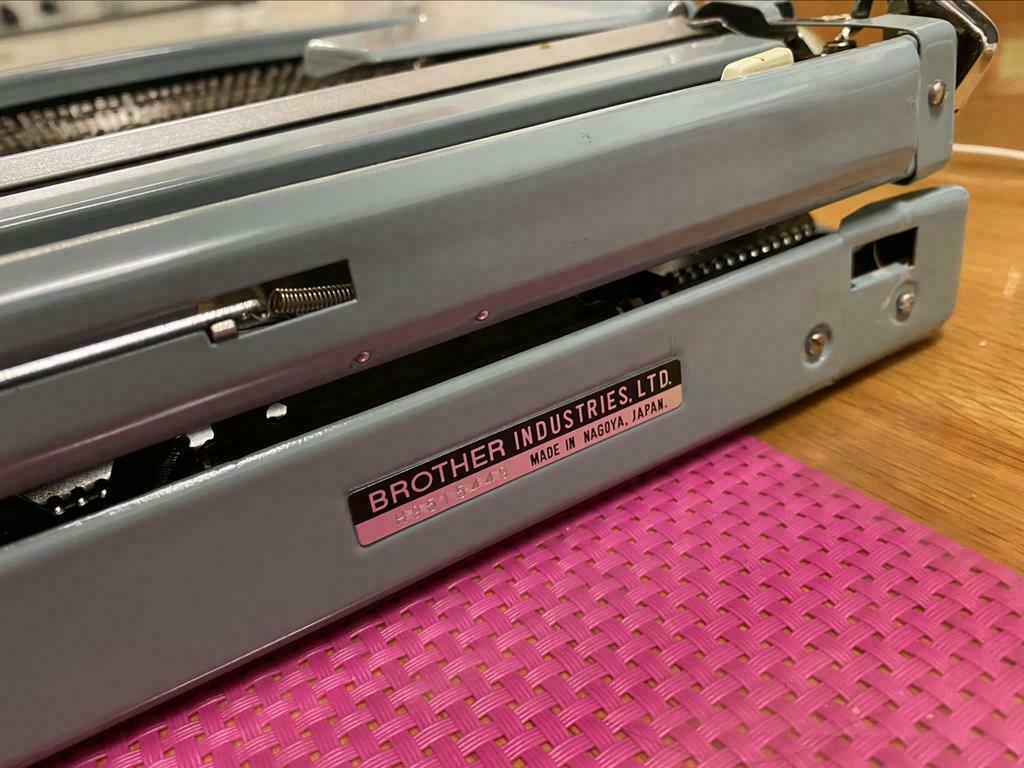 BROTHER INDUSTRIES, LTD.
MADE IN NAGOYA, JAPAN.